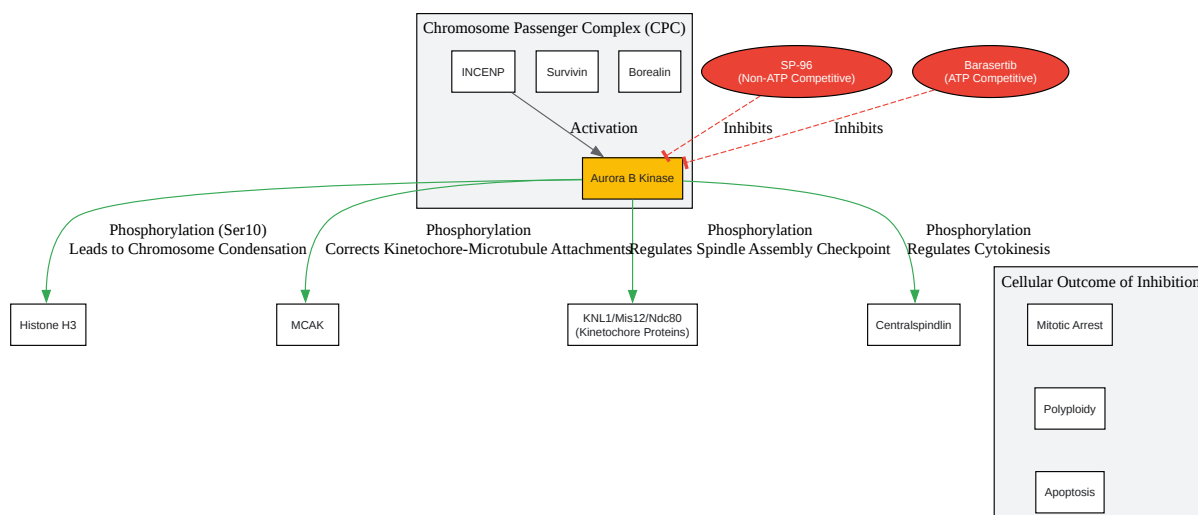 Chromosome Passenger Complex (CPC)
INCENP
Survivin
Borealin
SP-96
(Non-ATP Competitive)
Barasertib
(ATP Competitive)
Activation
Inhibits
Inhibits
Aurora B Kinase
Phosphorylation (Ser10)
Leads to Chromosome Condensation
Phosphorylation
Corrects Kinetochore-Microtubule Attachments
Phosphorylation
Regulates Spindle Assembly Checkpoint
Phosphorylation
Regulates Cytokinesis
Histone H3
MCAK
KNL1/Mis12/Ndc80
(Kinetochore Proteins)
Centralspindlin
Cellular Outcome of Inhibition
Mitotic Arrest
Polyploidy
Apoptosis